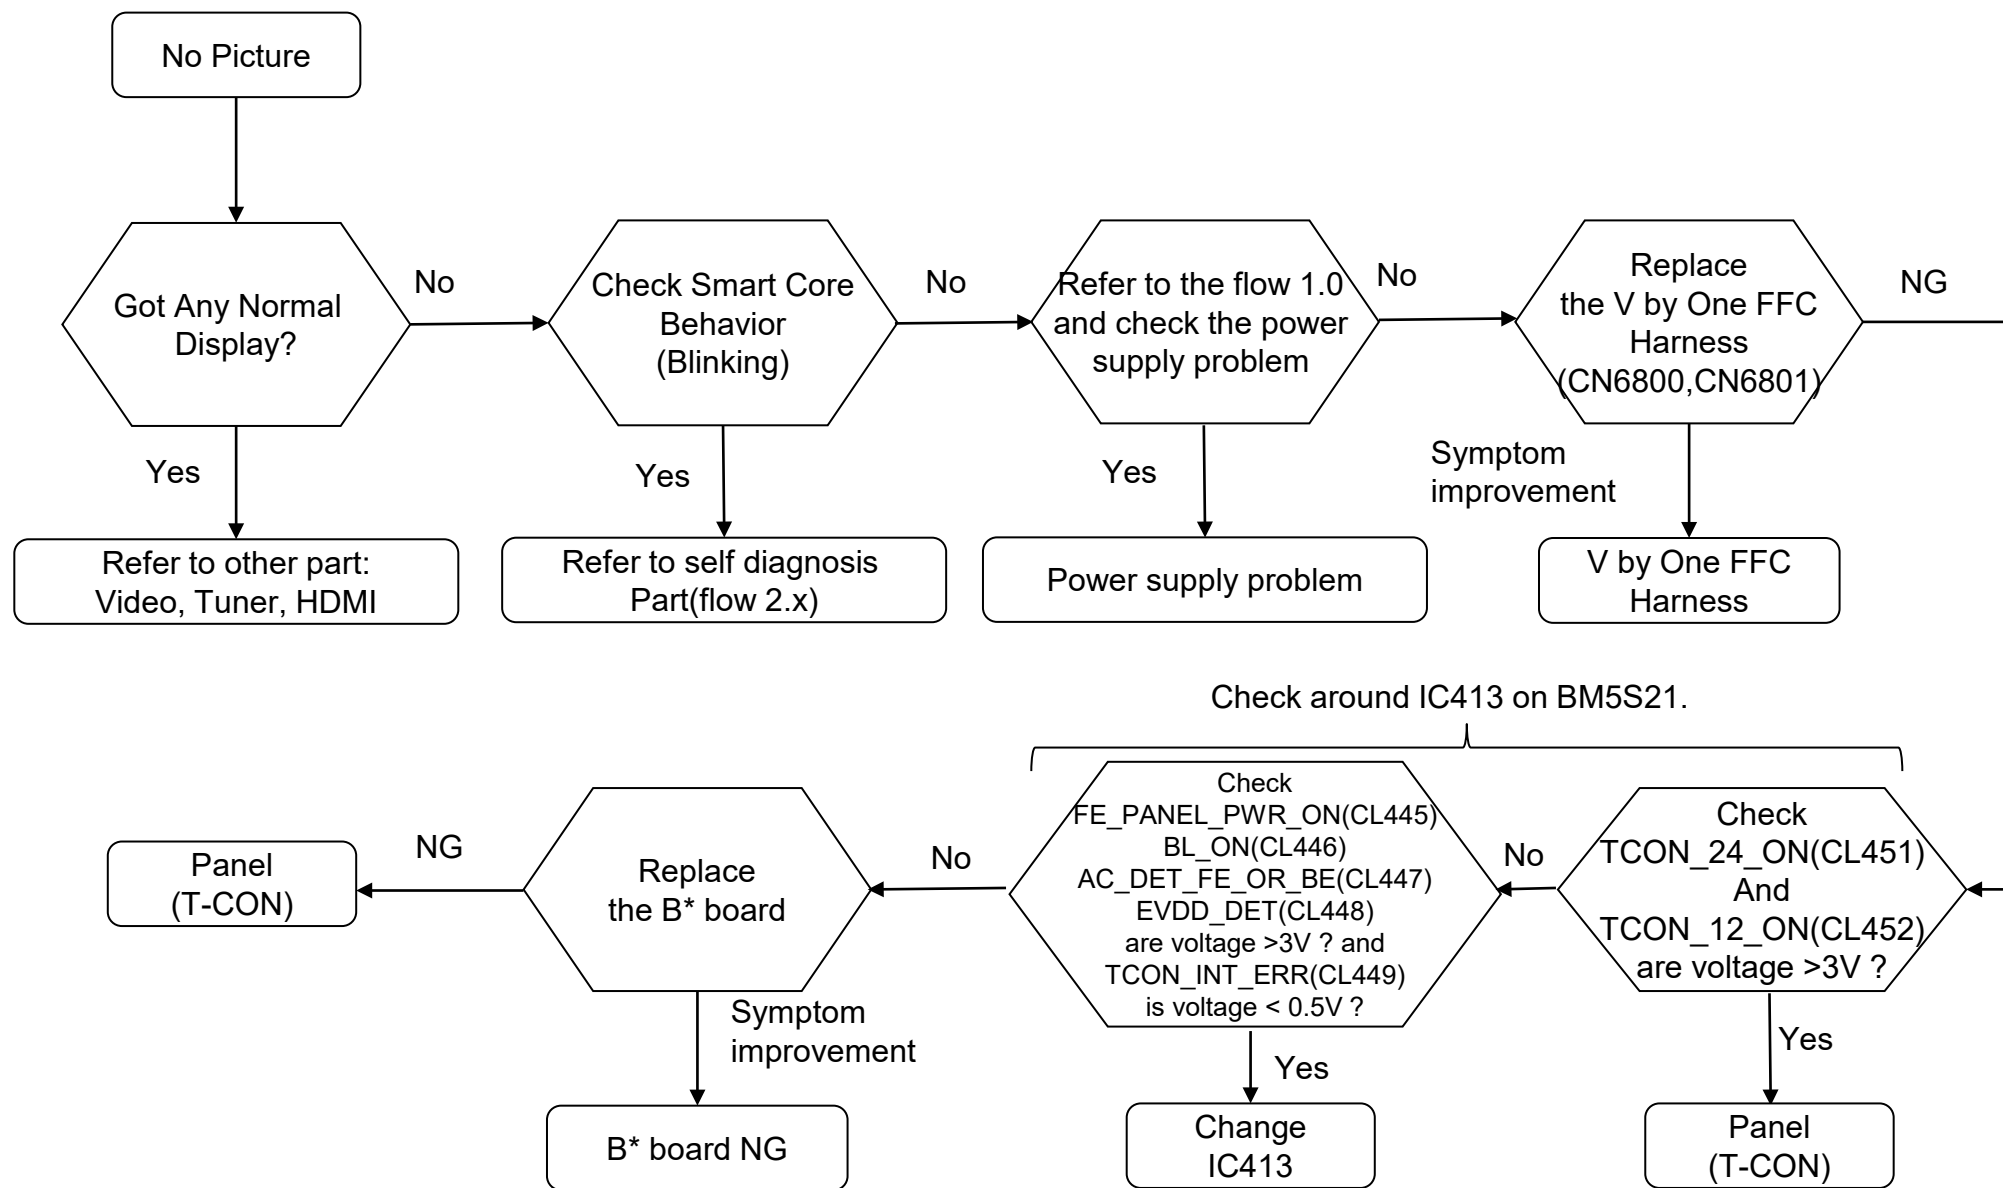 No Picture
Got Any Normal
Display?
No
Check Smart Core
Behavior
(Blinking)
No
Refer to the flow 1.0
and check the power
supply problem
No
Replace
the V by One FFC
Harness
(CN6800,CN6801)
NG
Yes
Yes
Yes
Symptom
improvement
Refer to other part:
Video, Tuner, HDMI
Refer to self diagnosis
Part(flow 2.x)
Power supply problem
V by One FFC
Harness
Check around IC413 on BM5S21.
Panel
(T-CON)
NG
Replace
the B* board
No
Check
FE_PANEL_PWR_ON(CL445)
BL_ON(CL446)
AC_DET_FE_OR_BE(CL447)
EVDD_DET(CL448)
are voltage >3V ? and
TCON_INT_ERR(CL449)
is voltage < 0.5V ?
No
Check
TCON_24_ON(CL451)
And
TCON_12_ON(CL452)
are voltage >3V ?
Symptom
improvement
Yes
Yes
B* board NG
Change
IC413
Panel
(T-CON)